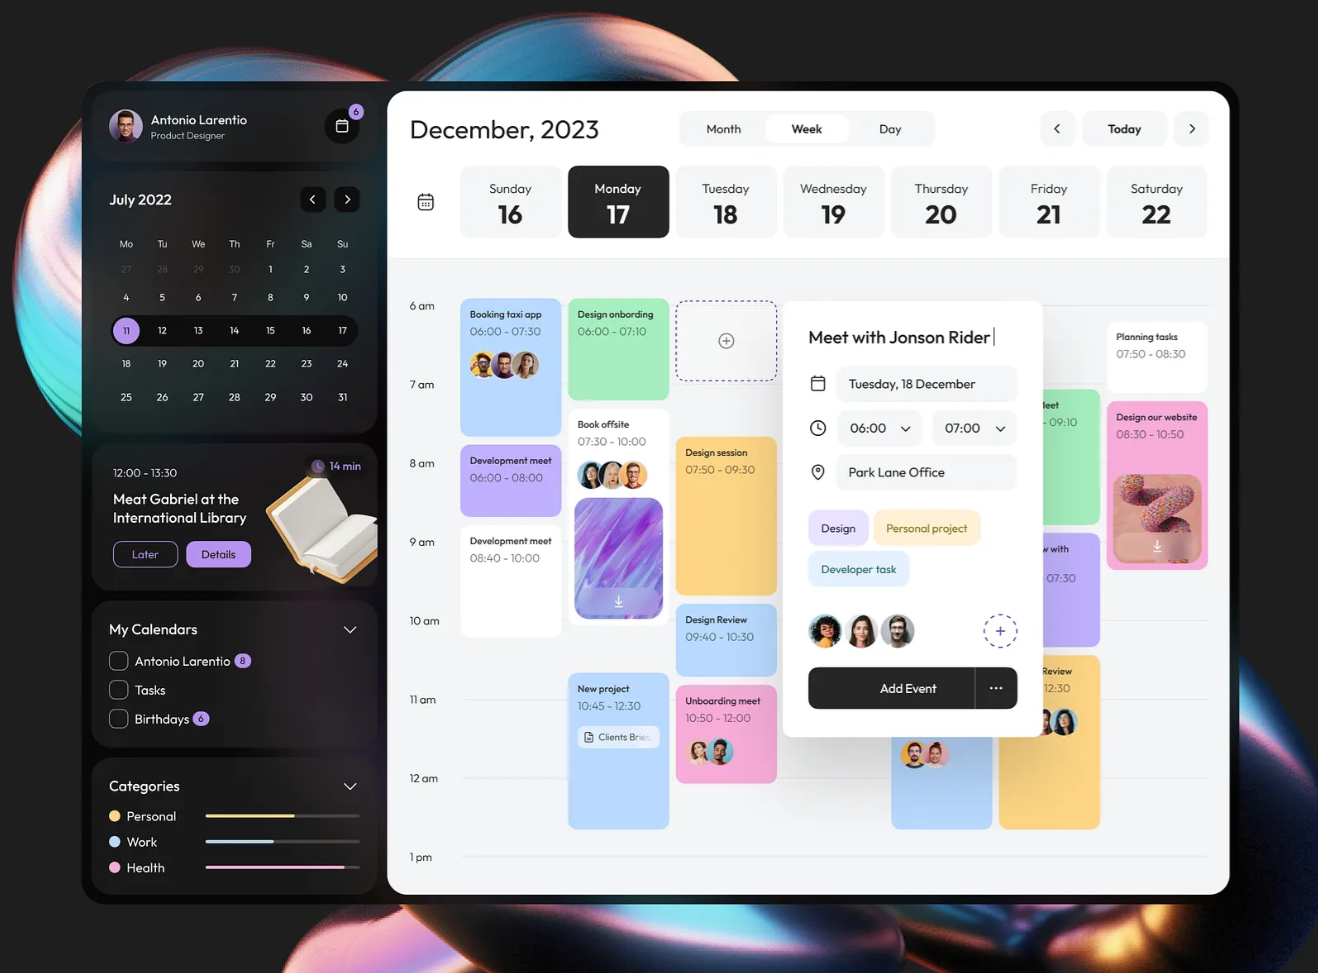 Antonio Larentio
Product Designer
6
July 2022
Mo Tu We Th Fr Sa Su
27 28 29 30 1 2 3
4 5 6 7 8 9 10
11 12 13 14 15 16 17
18 19 20 21 22 23 24
25 26 27 28 29 30 31
12:00 - 13:30
14 min
Meat Gabriel at the
International Library
Later
Details
My Calendars
Antonio Larentio 8
Tasks
Birthdays 6
Categories
Personal
Work
Health
December, 2023
Month Week Day
Today
Sunday
16
Monday
17
Tuesday
18
Wednesday
19
Thursday
20
Friday
21
Saturday
22
6 am
7 am
8 am
9 am
10 am
11 am
12 am
1 pm
Booking taxi app
06:00 - 07:30
Development meet
06:00 - 08:00
Development meet
08:40 - 10:00
Design onbording
06:00 - 07:10
Book offsite
07:30 - 10:00
New project
10:45 - 12:30
Clients Brie
Design session
07:50 - 09:30
Design Review
09:40 - 10:30
Unboarding meet
10:50 - 12:00
Meet with Jonson Rider
Tuesday, 18 December
06:00
07:00
Park Lane Office
Design
Personal project
Developer task
Add Event
...
- 09:10
with
07:30
Review
12:30
Planning tasks
07:50 - 08:30
Design our website
08:30 - 10:50